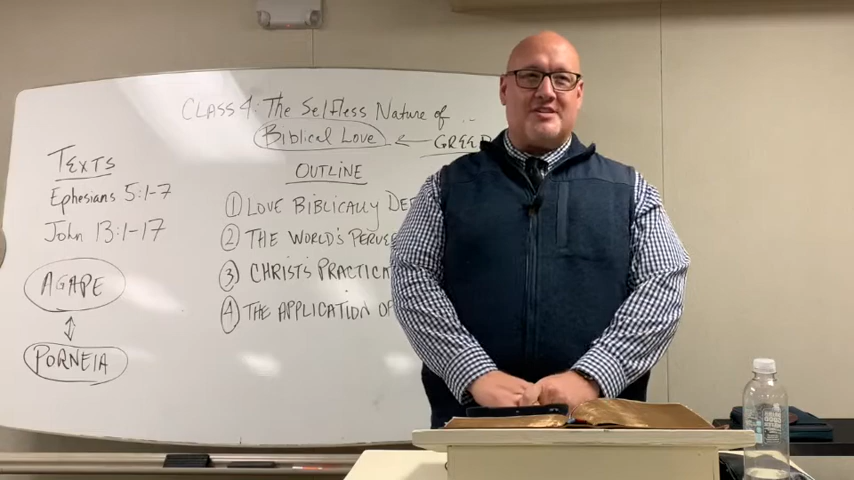 CLASS 4: The Selfless Nature of ...
Biblical Love ← GREED
TEXTS
Ephesians 5:1-7
John 13:1-17
AGAPE
PORNEIA
OUTLINE
① LOVE BIBLICALLY
② THE WORLD'S
③ CHRIST'S
④ THE APPLICATION OF